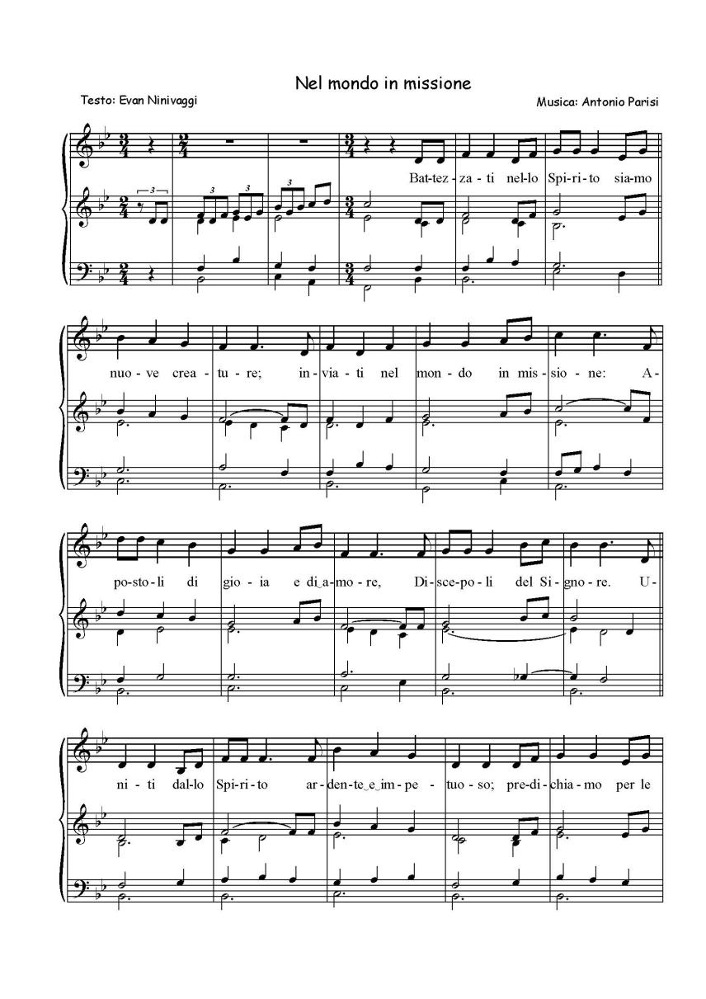 Nel mondo in missione
Testo: Evan Ninivaggi
Musica: Antonio Parisi
Bat-tez-za-ti nel-lo Spi-ri-to siamo
nuo-ve crea-tu-re; in-via-ti nel mon-do in mis-sio-ne: A-
po-sto-li di gio-ia e di‿a-mo-re, Di-sce-po-li del Si-gno-re. U-
ni-ti dal-lo Spi-ri-to ar-den-te‿e‿im-pe-tuo-so; pre-di-chia-mo per le